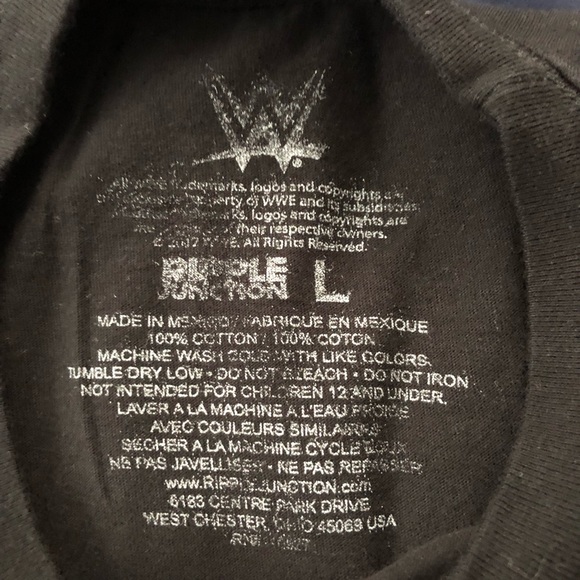 W
All WWE trademarks, logos and copyrights are
property of WWE and its subsidiaries.
logos and copyrights are
their respective owners.
All Rights Reserved.
RIPPLE
JUNCTION L
MADE IN MEXICO / FABRIQUE EN MEXIQUE
100% COTTON / 100% COTON
MACHINE WASH COLD WITH LIKE COLORS.
TUMBLE DRY LOW • DO NOT BLEACH • DO NOT IRON
NOT INTENDED FOR CHILDREN 12 AND UNDER.
LAVER A LA MACHINE A L'EAU FROIDE
AVEC COULEURS SIMILAIRES
SECHER A LA MACHINE CYCLE DOUX
NE PAS JAVELLISER • NE PAS REPASSER
www.RIPPLEJUNCTION.com
6183 CENTRE PARK DRIVE
WEST CHESTER, OHIO 45069 USA